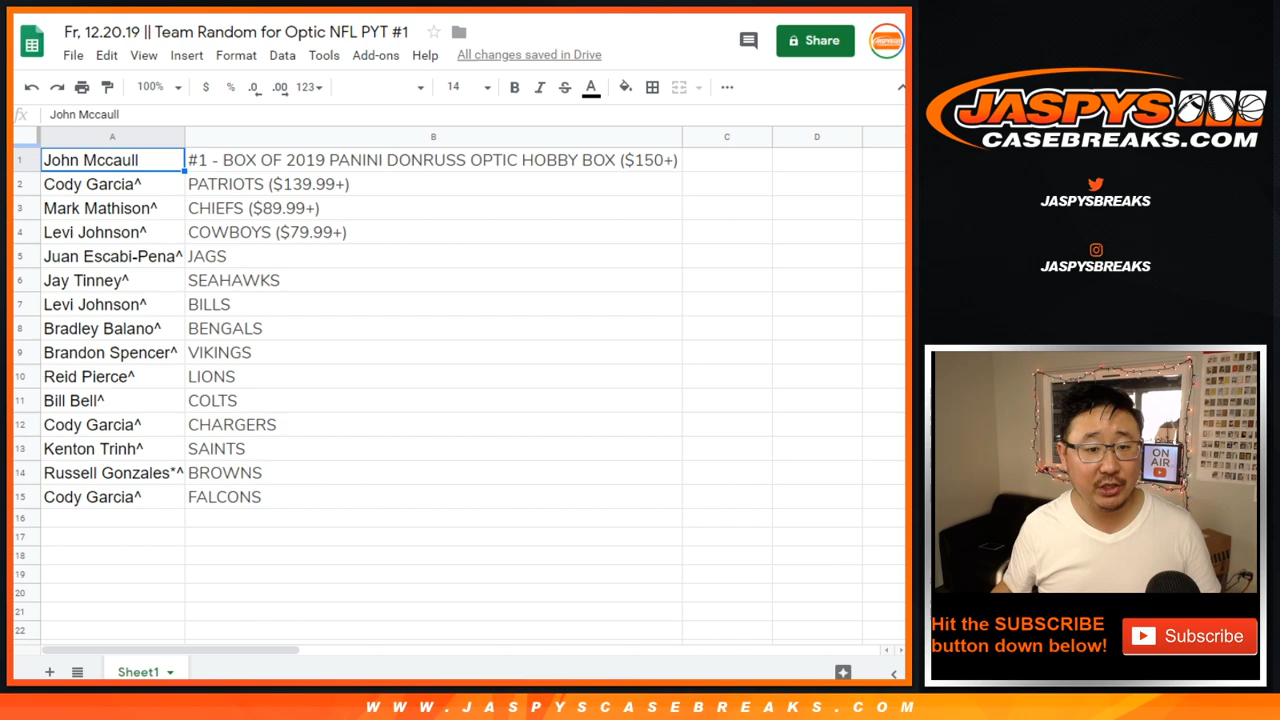 Fr, 12.20.19 || Team Random for Optic NFL PYT #1
File Edit View Insert Format Data Tools Add-ons Help All changes saved in Drive
Share
100% $ % .0 .00 123 14 B I S A
fx John Mccaull
A B C D
1 John Mccaull #1 - BOX OF 2019 PANINI DONRUSS OPTIC HOBBY BOX ($150+)
2 Cody Garcia^ PATRIOTS ($139.99+)
3 Mark Mathison^ CHIEFS ($89.99+)
4 Levi Johnson^ COWBOYS ($79.99+)
5 Juan Escabi-Pena^ JAGS
6 Jay Tinney^ SEAHAWKS
7 Levi Johnson^ BILLS
8 Bradley Balano^ BENGALS
9 Brandon Spencer^ VIKINGS
10 Reid Pierce^ LIONS
11 Bill Bell^ COLTS
12 Cody Garcia^ CHARGERS
13 Kenton Trinh^ SAINTS
14 Russell Gonzales*^ BROWNS
15 Cody Garcia^ FALCONS
16
17
18
19
20
21
22
Sheet1
JASPYS
CASEBREAKS.COM
JASPYSBREAKS
JASPYSBREAKS
ON
AIR
Hit the SUBSCRIBE
button down below!
Subscribe
WWW.JASPYSCASEBREAKS.COM